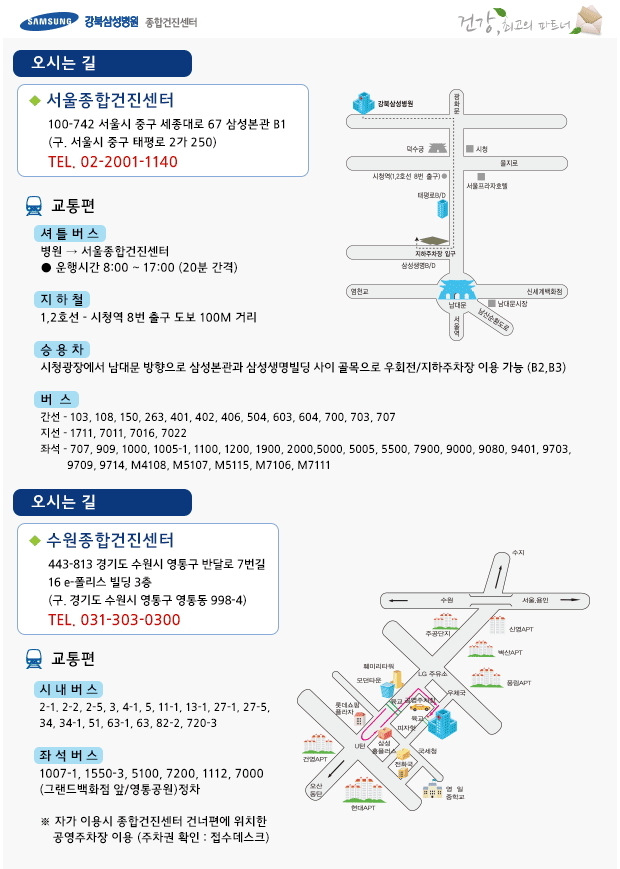 SAMSUNG 강북삼성병원 종합건진센터
건강, 최고의 파트너
오시는 길
서울종합건진센터
100-742 서울시 중구 세종대로 67 삼성본관 B1
(구. 서울시 중구 태평로 2가 250)
TEL. 02-2001-1140
강북삼성병원
광화문
덕수궁
시청
을지로
시청역(1,2호선 8번 출구)
서울프라자호텔
태평로B/D
지하주차장 입구
삼성생명B/D
염천교
신세계백화점
남대문
남대문시장
서울역
남산순환도로
교통편
셔틀버스
병원 → 서울종합건진센터
● 운행시간 8:00 ~ 17:00 (20분 간격)
지하철
1,2호선 - 시청역 8번 출구 도보 100M 거리
승용차
시청광장에서 남대문 방향으로 삼성본관과 삼성생명빌딩 사이 골목으로 우회전/지하주차장 이용 가능 (B2,B3)
버 스
간선 - 103, 108, 150, 263, 401, 402, 406, 504, 603, 604, 700, 703, 707
지선 - 1711, 7011, 7016, 7022
좌석 - 707, 909, 1000, 1005-1, 1100, 1200, 1900, 2000,5000, 5005, 5500, 7900, 9000, 9080, 9401, 9703,
9709, 9714, M4108, M5107, M5115, M7106, M7111
오시는 길
수원종합건진센터
443-813 경기도 수원시 영통구 반달로 7번길
16 e-폴리스 빌딩 3층
(구. 경기도 수원시 영통구 영통동 998-4)
TEL. 031-303-0300
수지
수원
서울,용인
주공단지
신명APT
벽산APT
풍림APT
LG 주유소
패미리타워
모던타운
우체국
육교
공영주차장
롯데쇼핑
플라자
육교
피자헛
U턴
삼성
홈플러스
국세청
전화국
건영APT
오산
동탄
현대APT
영 일
중학교
교통편
시내버스
2-1, 2-2, 2-5, 3, 4-1, 5, 11-1, 13-1, 27-1, 27-5,
34, 34-1, 51, 63-1, 63, 82-2, 720-3
좌석버스
1007-1, 1550-3, 5100, 7200, 1112, 7000
(그랜드백화점 앞/영통공원)정차
※ 자가 이용시 종합건진센터 건너편에 위치한
공영주차장 이용 (주차권 확인 : 접수데스크)